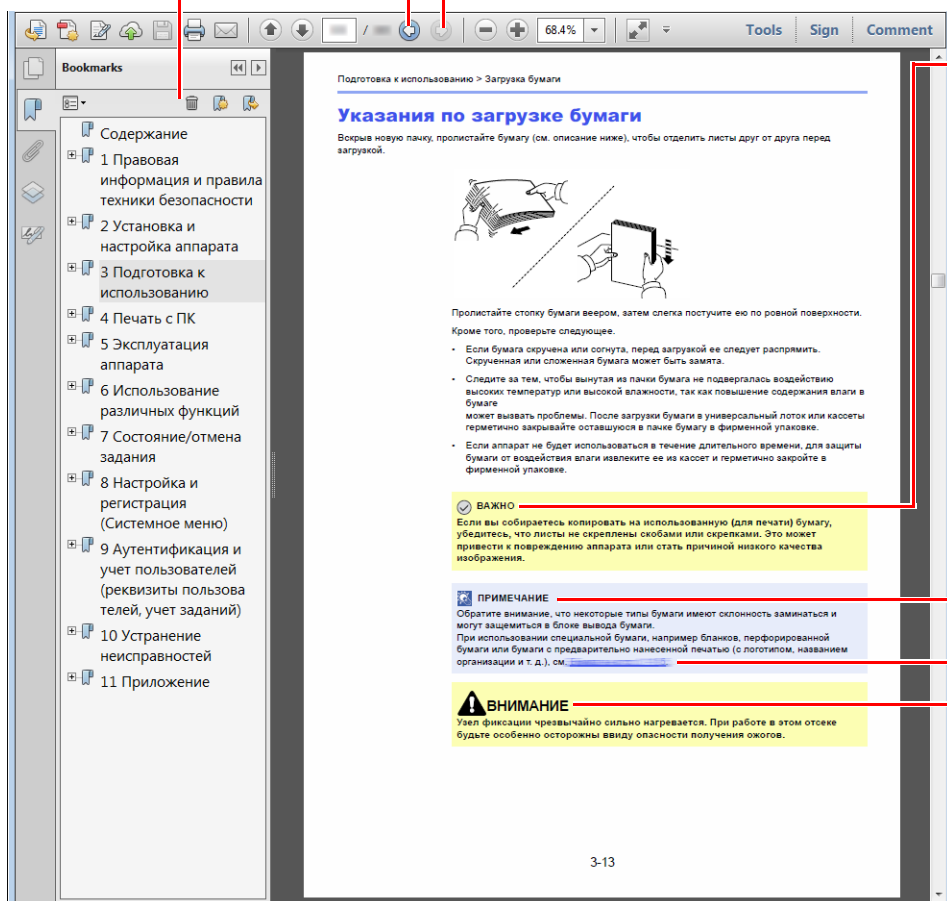 /
68.4%
Tools
Sign
Comment
Bookmarks
Содержание
1 Правовая
информация и правила
техники безопасности
2 Установка и
настройка аппарата
3 Подготовка к
использованию
4 Печать с ПК
5 Эксплуатация
аппарата
6 Использование
различных функций
7 Состояние/отмена
задания
8 Настройка и
регистрация
(Системное меню)
9 Аутентификация и
учет пользователей
(реквизиты пользова
телей, учет заданий)
10 Устранение
неисправностей
11 Приложение
Подготовка к использованию > Загрузка бумаги
Указания по загрузке бумаги
Вскрыв новую пачку, пролистайте бумагу (см. описание ниже), чтобы отделить листы друг от друга перед
загрузкой.
Пролистайте стопку бумаги веером, затем слегка постучите ею по ровной поверхности.
Кроме того, проверьте следующее.
• Если бумага скручена или согнута, перед загрузкой ее следует распрямить.
Скрученная или сложенная бумага может быть замята.
• Следите за тем, чтобы вынутая из пачки бумага не подвергалась воздействию
высоких температур или высокой влажности, так как повышение содержания влаги в
бумаге
может вызвать проблемы. После загрузки бумаги в универсальный лоток или кассеты
герметично закрывайте оставшуюся в пачке бумагу в фирменной упаковке.
• Если аппарат не будет использоваться в течение длительного времени, для защиты
бумаги от воздействия влаги извлеките ее из кассет и герметично закройте в
фирменной упаковке.
ВАЖНО
Если вы собираетесь копировать на использованную (для печати) бумагу,
убедитесь, что листы не скреплены скобами или скрепками. Это может
привести к повреждению аппарата или стать причиной низкого качества
изображения.
ПРИМЕЧАНИЕ
Обратите внимание, что некоторые типы бумаги имеют склонность заминаться и
могут защемиться в блоке вывода бумаги.
При использовании специальной бумаги, например бланков, перфорированной
бумаги или бумаги с предварительно нанесенной печатью (с логотипом, названием
организации и т. д.), см.
ВНИМАНИЕ
Узел фиксации чрезвычайно сильно нагревается. При работе в этом отсеке
будьте особенно осторожны ввиду опасности получения ожогов.
3-13